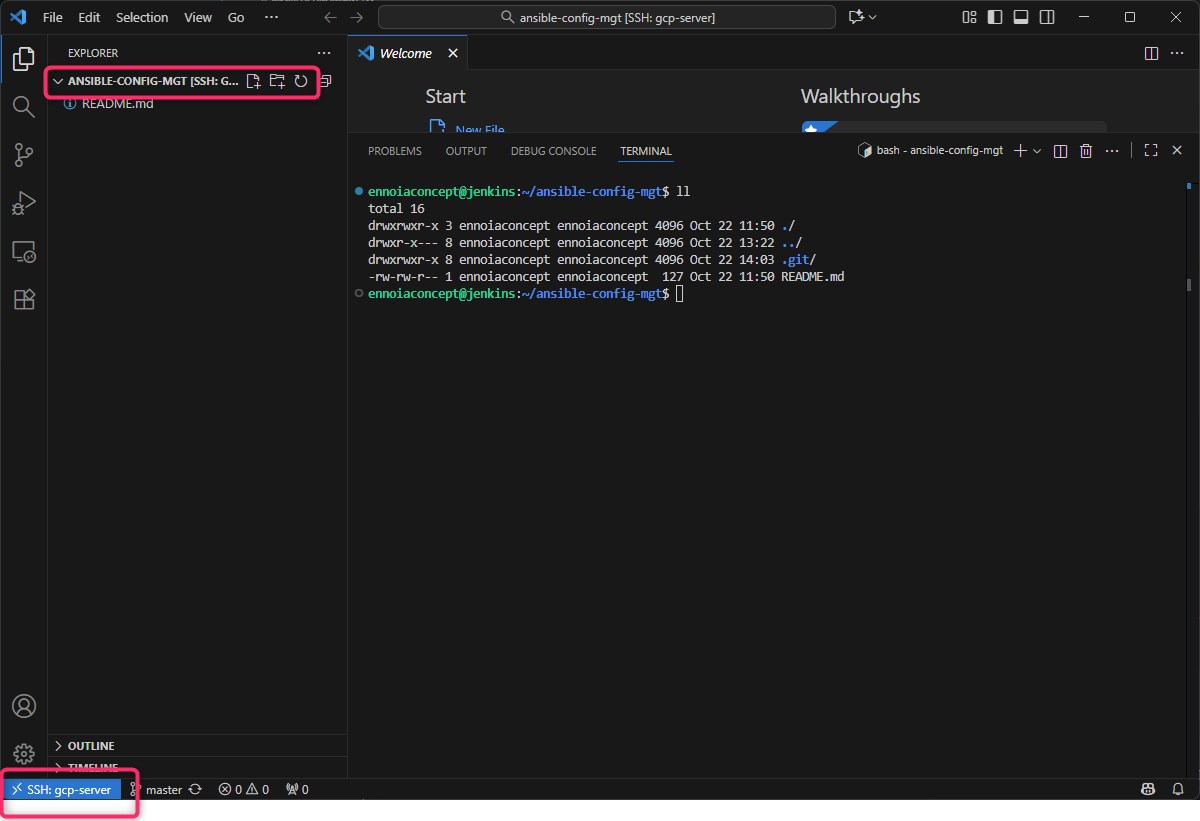 File Edit Selection View Go ··· ansible-config-mgt [SSH: gcp-server]
EXPLORER
ANSIBLE-CONFIG-MGT [SSH: G...
README.md
Welcome
Start
Walkthroughs
New File
PROBLEMS OUTPUT DEBUG CONSOLE TERMINAL bash - ansible-config-mgt
ennoiaconcept@jenkins:~/ansible-config-mgt$ ll
total 16
drwxrwxr-x 3 ennoiaconcept ennoiaconcept 4096 Oct 22 11:50 ./
drwxr-x--- 8 ennoiaconcept ennoiaconcept 4096 Oct 22 13:22 ../
drwxrwxr-x 8 ennoiaconcept ennoiaconcept 4096 Oct 22 14:03 .git/
-rw-rw-r-- 1 ennoiaconcept ennoiaconcept  127 Oct 22 11:50 README.md
ennoiaconcept@jenkins:~/ansible-config-mgt$
OUTLINE
TIMELINE
SSH: gcp-server master 0 0 0